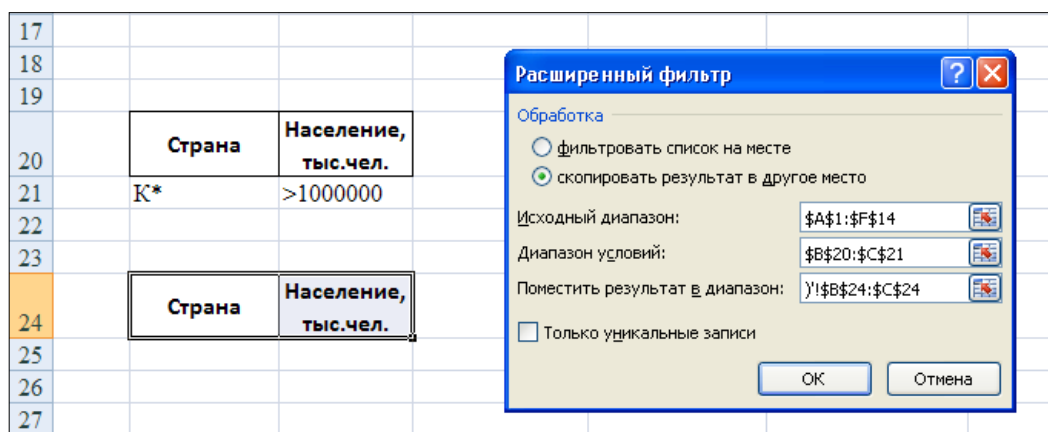 17
18
19
20
Страна
Население,
тыс.чел.
21
К*
>1000000
22
23
24
Страна
Население,
тыс.чел.
25
26
27
Расширенный фильтр
Обработка
фильтровать список на месте
скопировать результат в другое место
Исходный диапазон: $A$1:$F$14
Диапазон условий: $B$20:$C$21
Поместить результат в диапазон: )'!$B$24:$C$24
Только уникальные записи
ОК Отмена